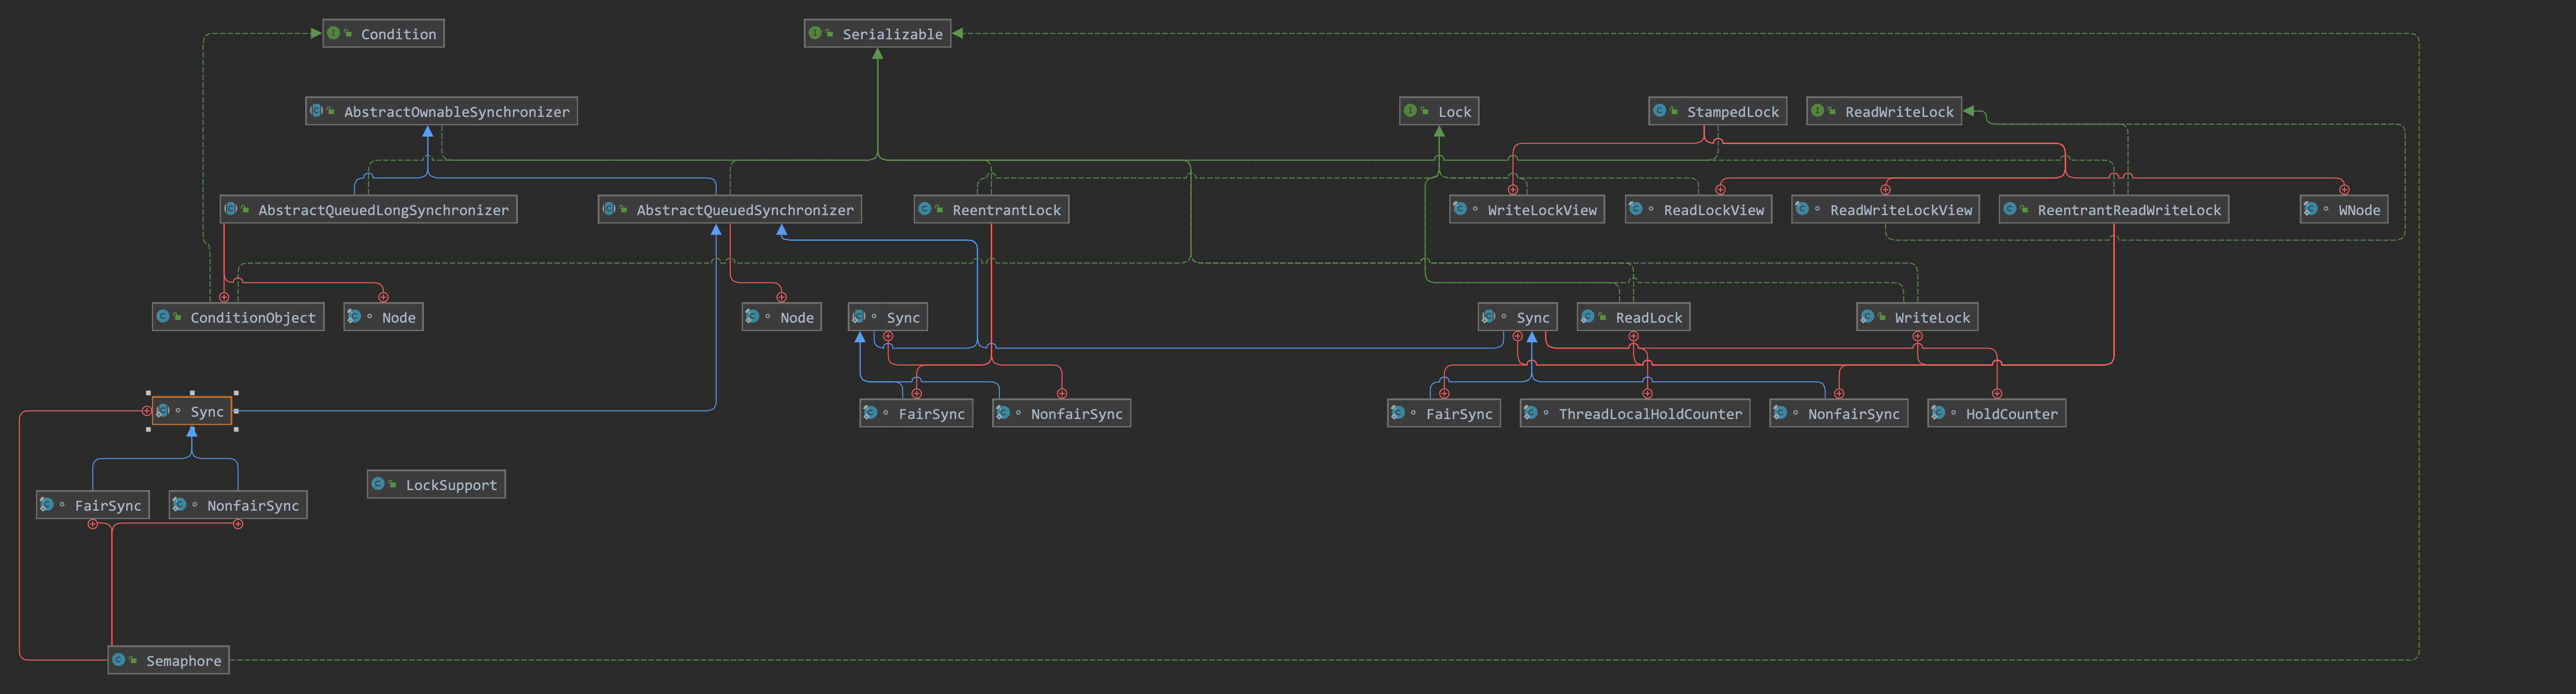 Condition
Serializable
AbstractOwnableSynchronizer
Lock
StampedLock
ReadWriteLock
AbstractQueuedLongSynchronizer
AbstractQueuedSynchronizer
ReentrantLock
WriteLockView
ReadLockView
ReadWriteLockView
ReentrantReadWriteLock
WNode
ConditionObject
Node
Node
Sync
Sync
ReadLock
WriteLock
Sync
FairSync
NonfairSync
FairSync
ThreadLocalHoldCounter
NonfairSync
HoldCounter
LockSupport
FairSync
NonfairSync
Semaphore